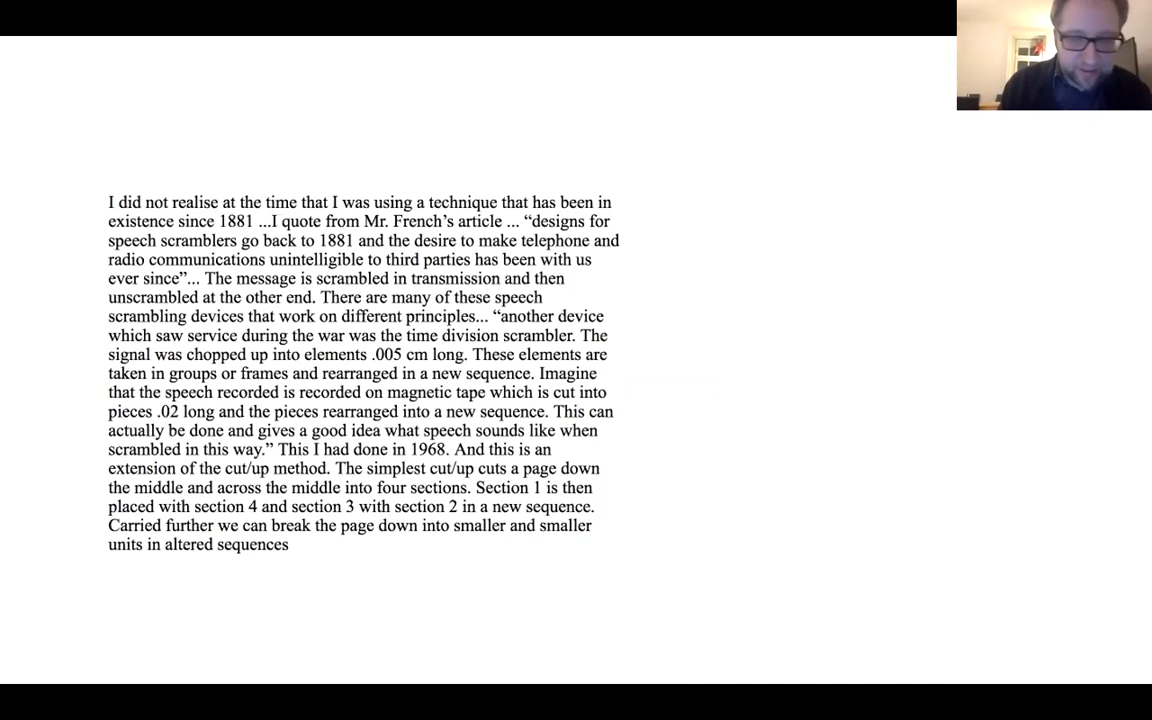 I did not realise at the time that I was using a technique that has been in
existence since 1881 ...I quote from Mr. French’s article ... “designs for
speech scramblers go back to 1881 and the desire to make telephone and
radio communications unintelligible to third parties has been with us
ever since”... The message is scrambled in transmission and then
unscrambled at the other end. There are many of these speech
scrambling devices that work on different principles... “another device
which saw service during the war was the time division scrambler. The
signal was chopped up into elements .005 cm long. These elements are
taken in groups or frames and rearranged in a new sequence. Imagine
that the speech recorded is recorded on magnetic tape which is cut into
pieces .02 long and the pieces rearranged into a new sequence. This can
actually be done and gives a good idea what speech sounds like when
scrambled in this way.” This I had done in 1968. And this is an
extension of the cut/up method. The simplest cut/up cuts a page down
the middle and across the middle into four sections. Section 1 is then
placed with section 4 and section 3 with section 2 in a new sequence.
Carried further we can break the page down into smaller and smaller
units in altered sequences